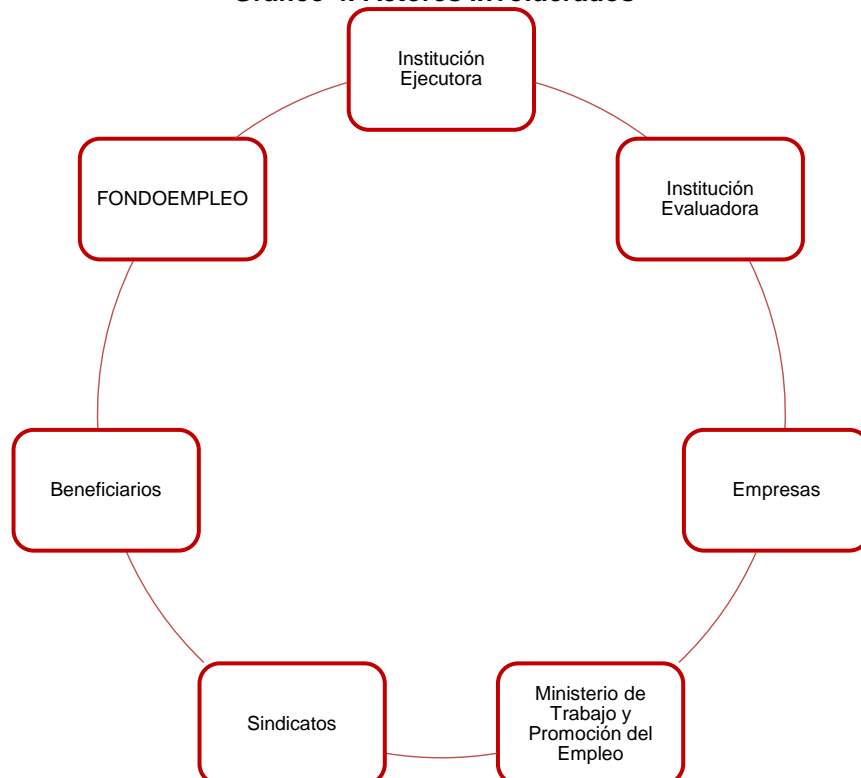 Institución
Ejecutora
Institución
Evaluadora
Empresas
Ministerio de
Trabajo y
Promoción del
Empleo
Sindicatos
Beneficiarios
FONDOEMPLEO